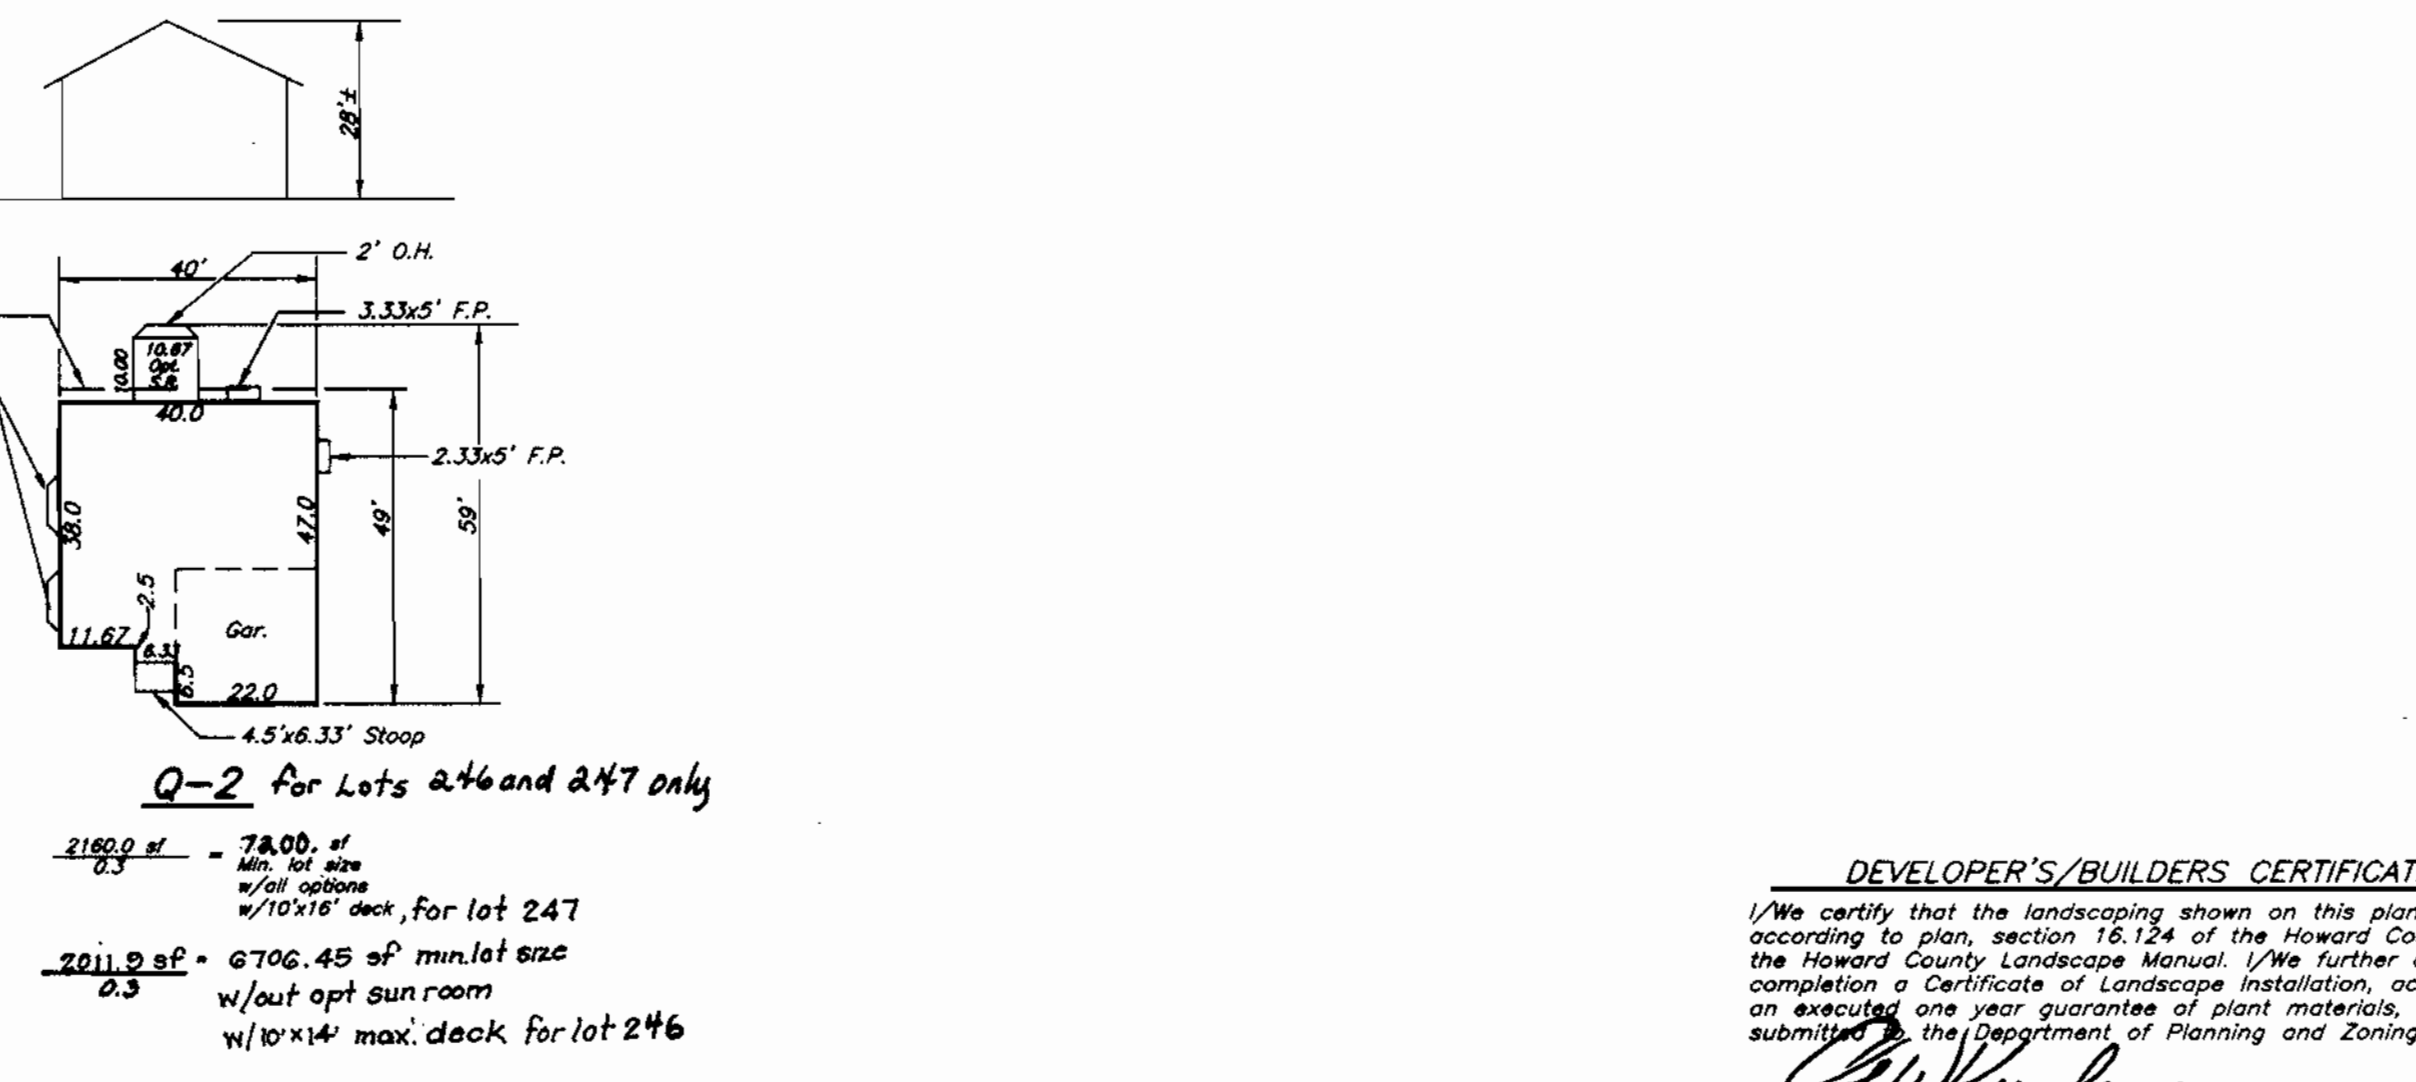 28'±
2' O.H.
40'
3.33x5' F.P.
10.67
Opt.
10.00
40.0
2.33x5' F.P.
38.0
47.0
49'
59'
2.5
11.67
6.33
Gar.
6.5
22.0
4.5'x6.33' Stoop
Q-2 for Lots 246 and 247 only
2160.0 sf
0.3
= 7200. sf
Min. lot size
w/all options
w/10'x16' deck, for lot 247
2011.9 sf = 6706.45 sf min.lot size
0.3
w/out opt sunroom
w/10'x14' max. deck for lot 246
DEVELOPER'S/BUILDERS CERTIFICAT
I/We certify that the landscaping shown on this plan
according to plan, section 16.124 of the Howard Co
the Howard County Landscape Manual. I/We further
completion a Certificate of Landscape Installation, ac
an executed one year guarantee of plant materials,
submitted to the Department of Planning and Zoning